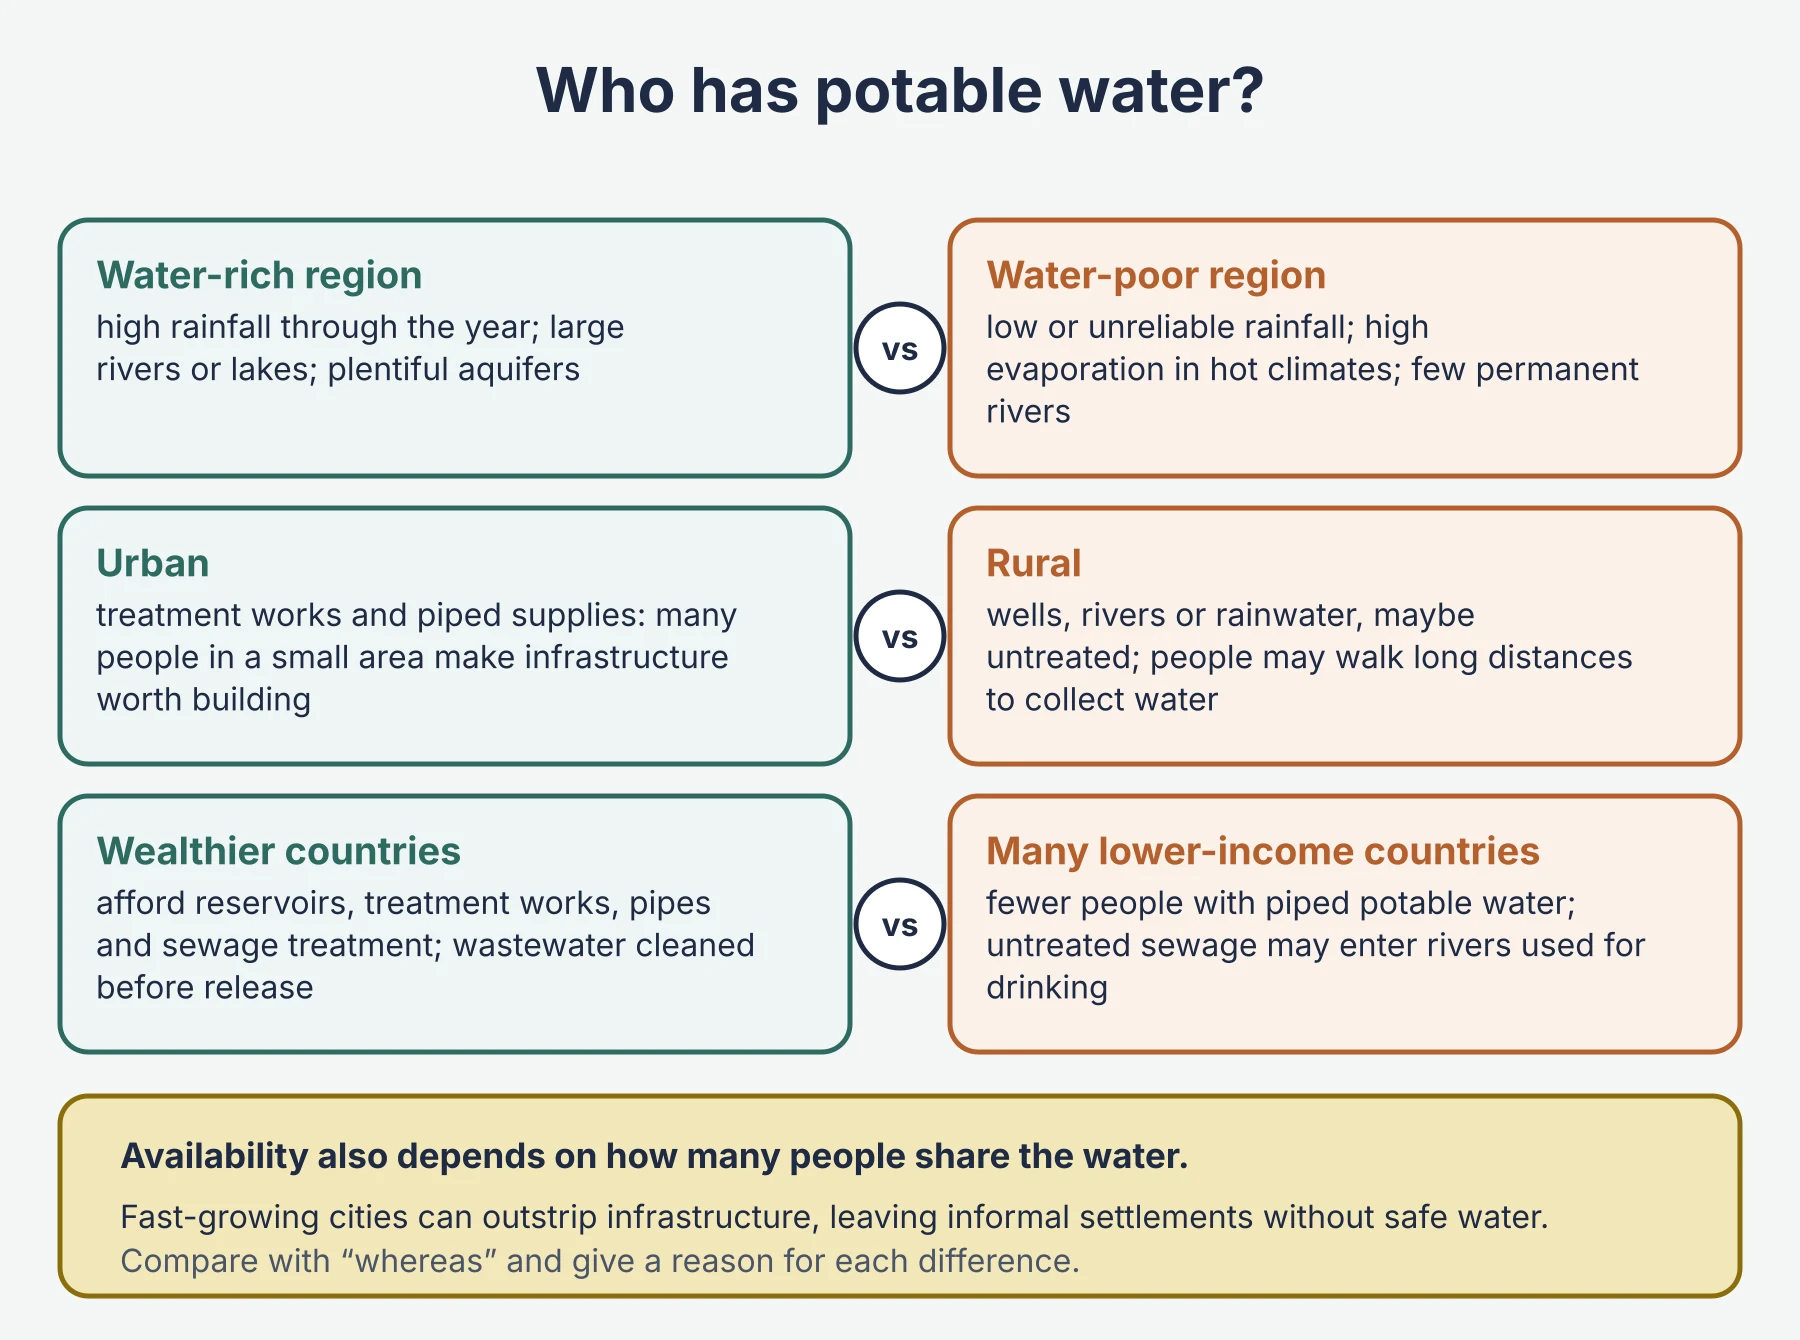 Who has potable water?
Water-rich region
high rainfall through the year; large
rivers or lakes; plentiful aquifers
vs
Water-poor region
low or unreliable rainfall; high
evaporation in hot climates; few permanent
rivers
Urban
treatment works and piped supplies: many
people in a small area make infrastructure
worth building
vs
Rural
wells, rivers or rainwater, maybe
untreated; people may walk long distances
to collect water
Wealthier countries
afford reservoirs, treatment works, pipes
and sewage treatment; wastewater cleaned
before release
vs
Many lower-income countries
fewer people with piped potable water;
untreated sewage may enter rivers used for
drinking
Availability also depends on how many people share the water.
Fast-growing cities can outstrip infrastructure, leaving informal settlements without safe water.
Compare with “whereas” and give a reason for each difference.